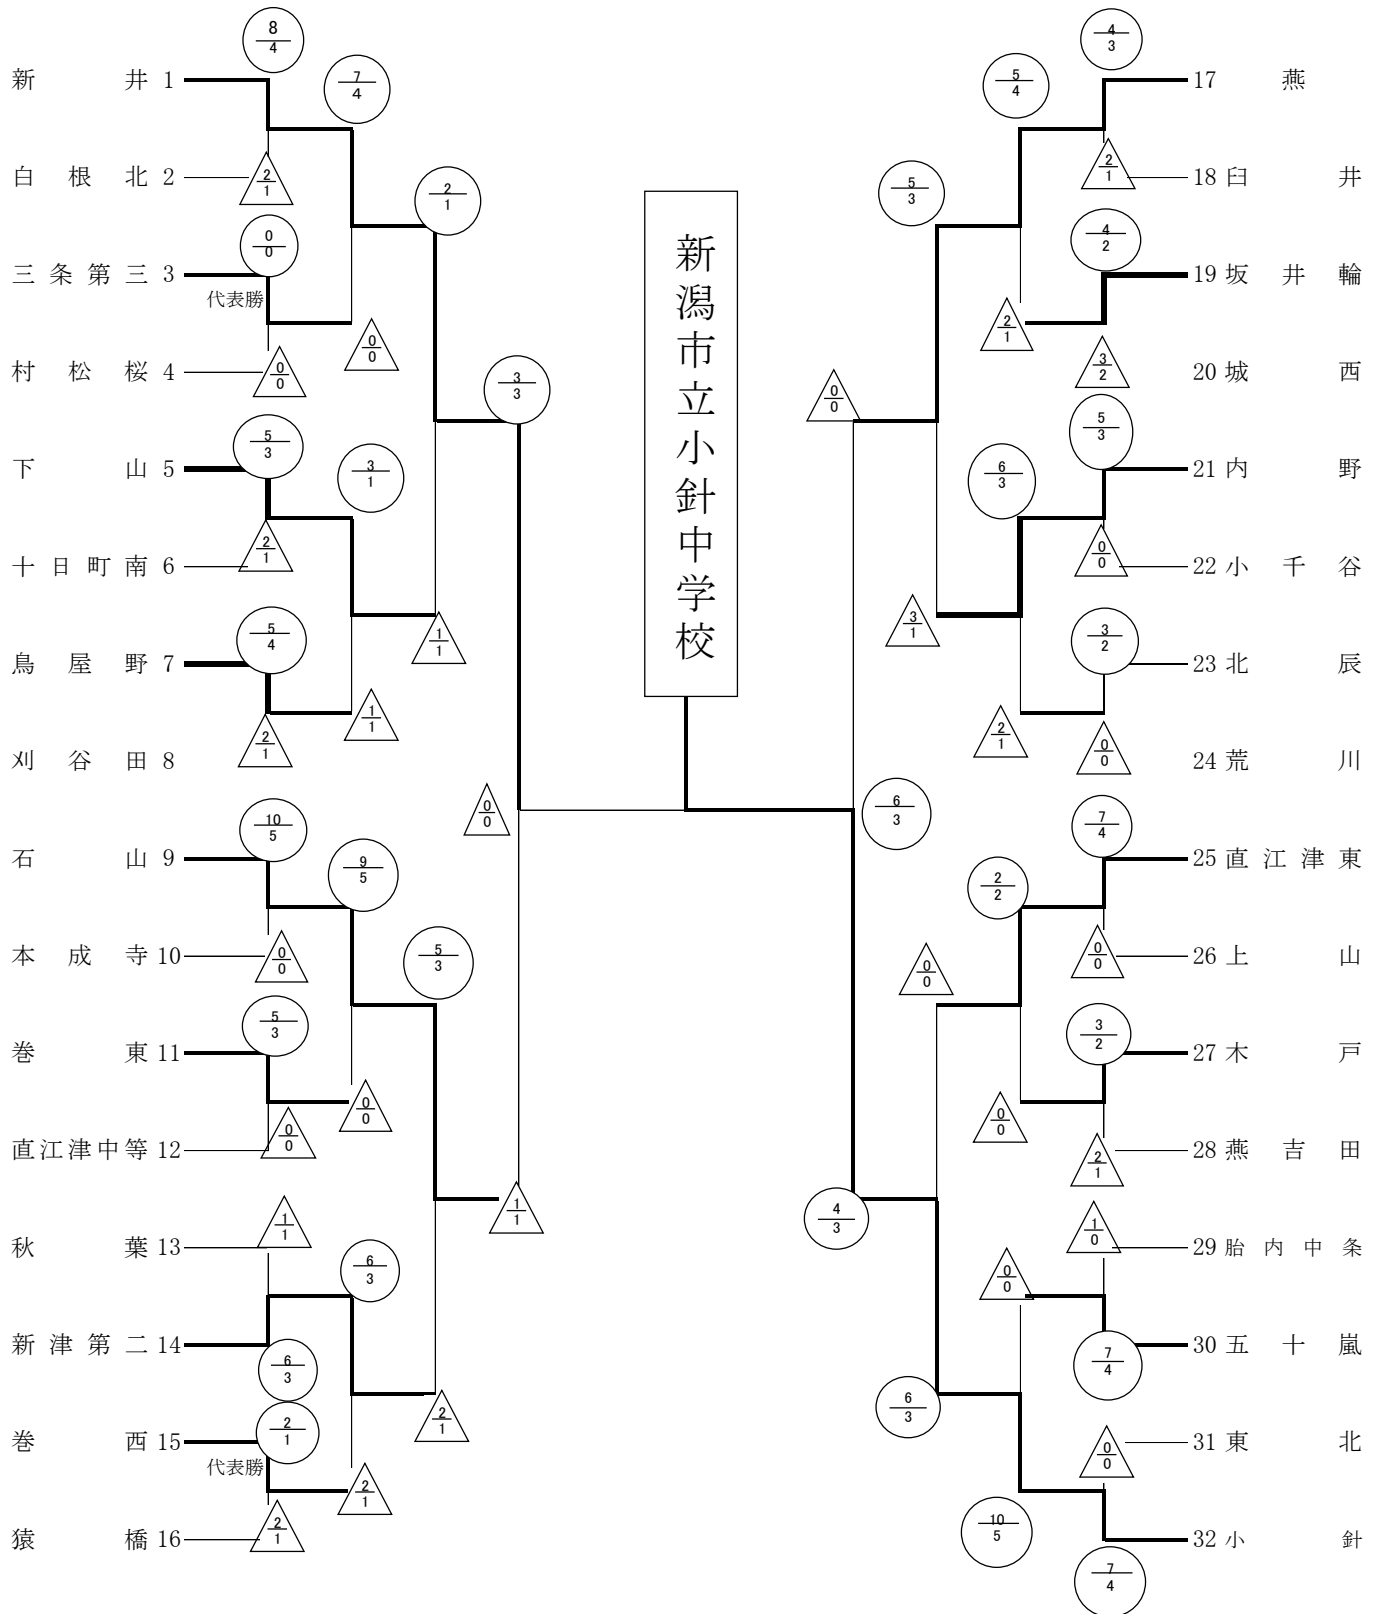 8/4
7/4
新井 1
白根北 2
2/1
2/1
0/0
三条第三 3
代表勝
0/0
村松桜 4
0/0
3/3
5/3
下山 5
3/1
十日町南 6
2/1
5/4
1/1
鳥屋野 7
1/1
刈谷田 8
2/1
0/0
10/5
石山 9
9/5
本成寺 10
0/0
5/3
5/3
巻東 11
0/0
直江津中等 12
0/0
1/1
1/1
秋葉 13
6/3
新津第二 14
6/3
2/1
2/1
巻西 15
代表勝
2/1
猿橋 16
2/1
新潟市立小針中学校
4/3
5/4
17 燕
2/1
18 臼井
5/3
4/2
19 坂井輪
2/1
3/2
20 城西
0/0
5/3
21 内野
6/3
0/0
22 小千谷
3/1
3/2
23 北辰
2/1
0/0
24 荒川
6/3
7/4
25 直江津東
2/2
0/0
26 上山
0/0
3/2
27 木戸
0/0
2/1
28 燕吉田
4/3
1/0
29 胎内中条
0/0
30 五十嵐
7/4
6/3
0/0
31 東北
10/5
32 小針
7/4